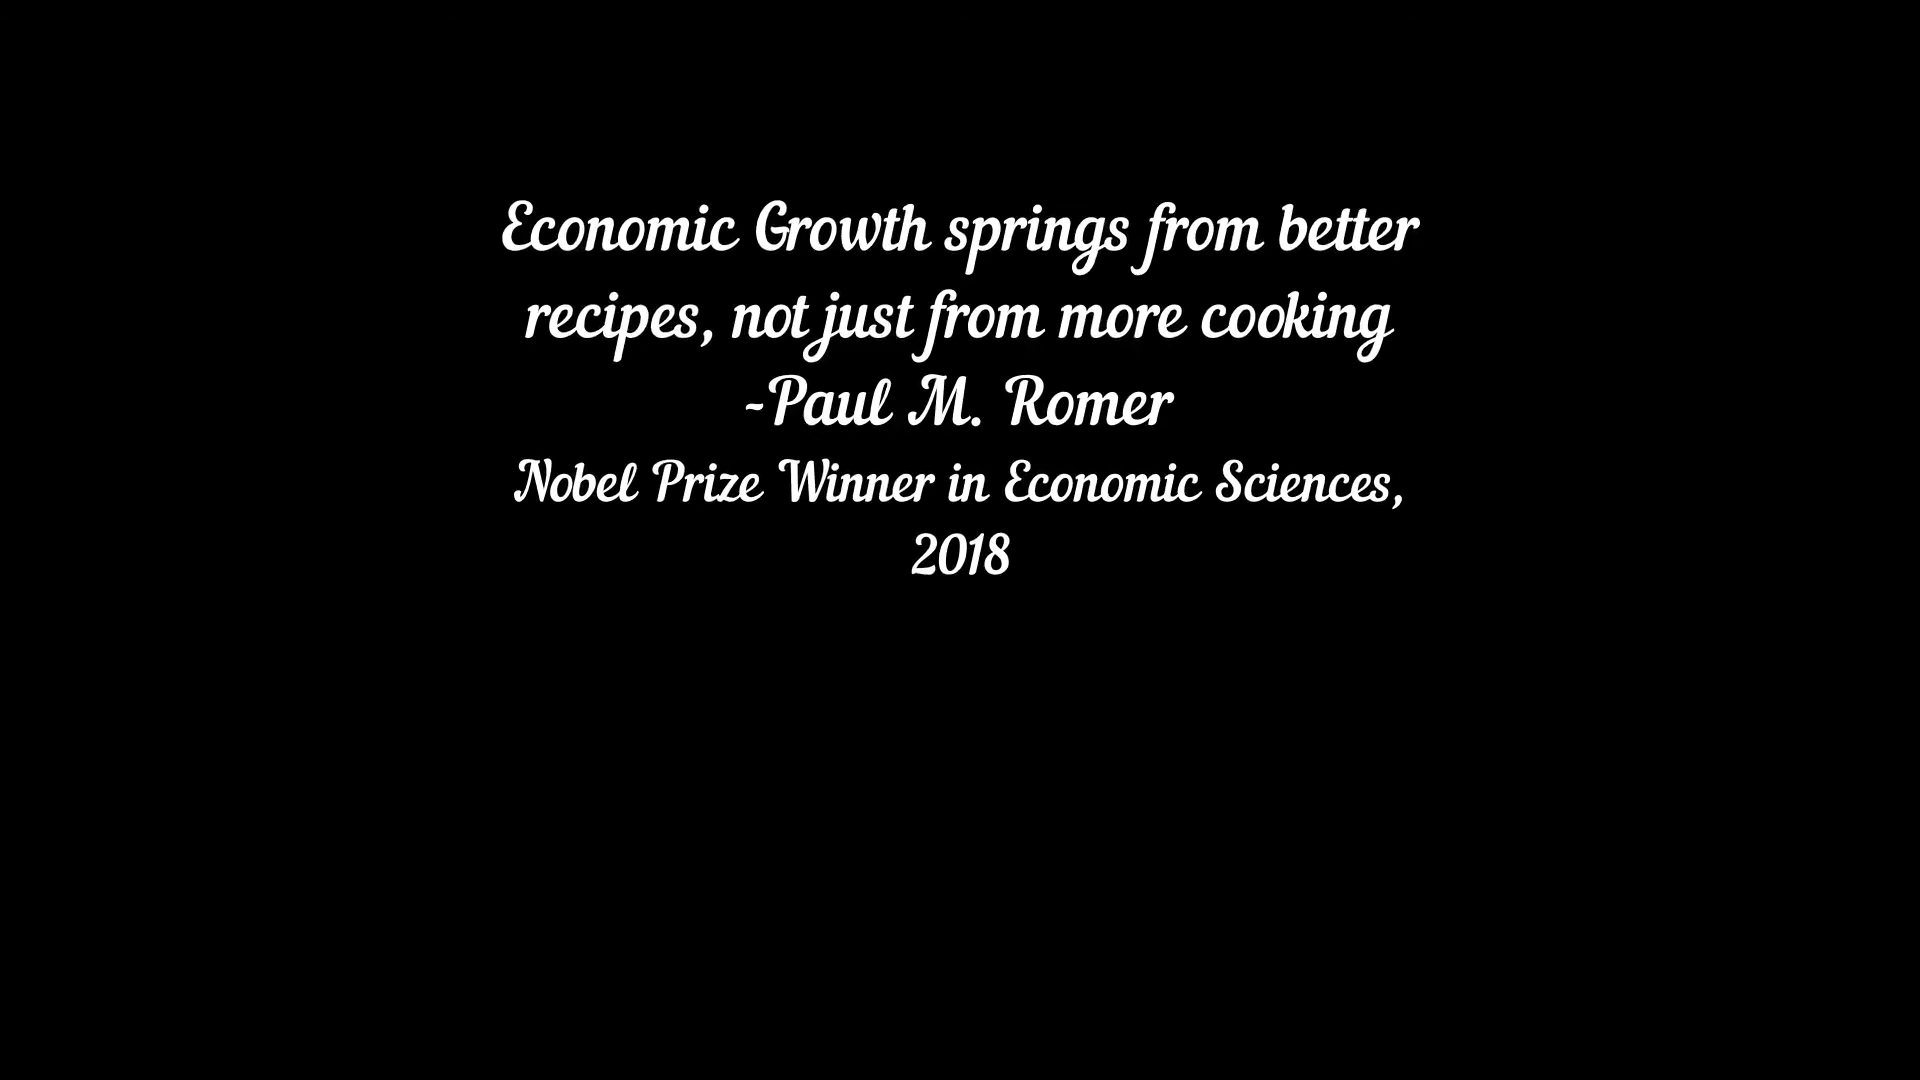 Economic Growth springs from better
recipes, not just from more cooking
-Paul M. Romer
Nobel Prize Winner in Economic Sciences,
2018